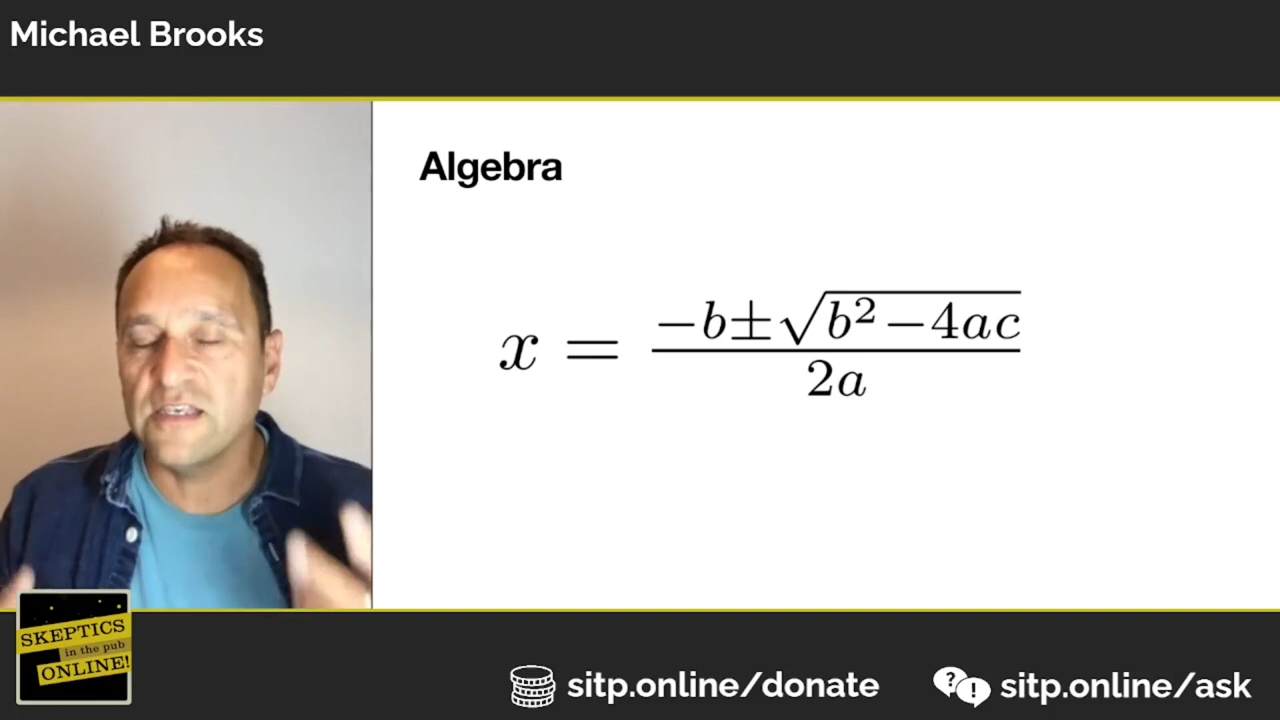 Michael Brooks
Algebra
x = −b ± √b² − 4ac
2a
SKEPTICS
in the pub
ONLINE!
sitp.online/donate
sitp.online/ask